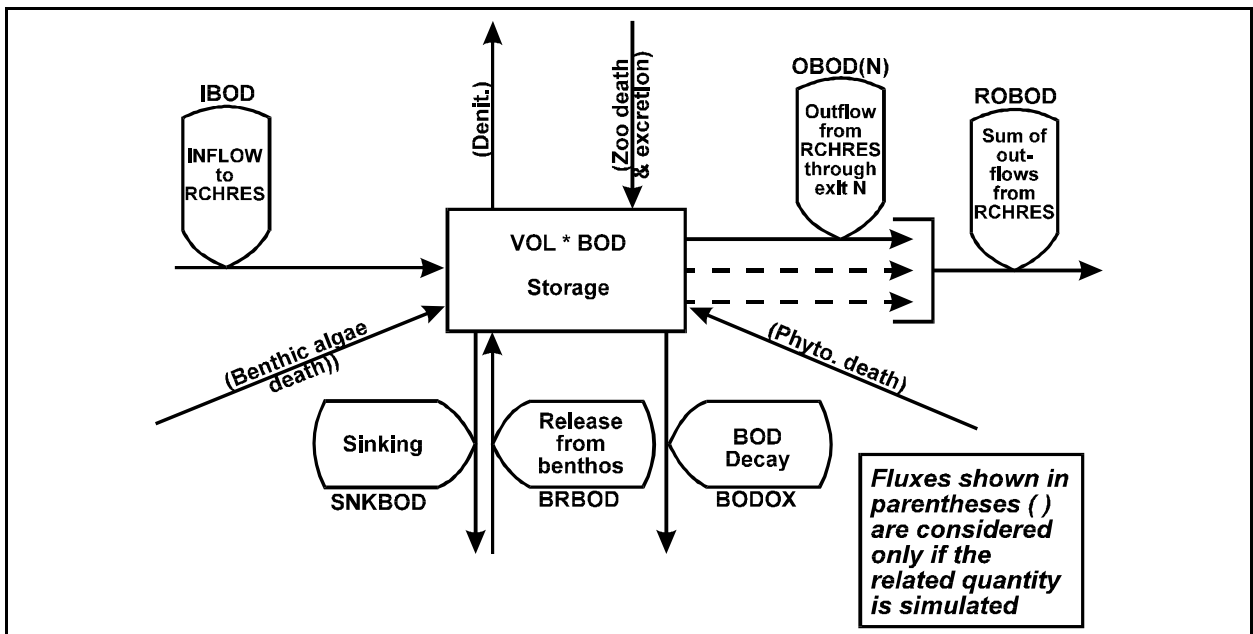 IBOD
INFLOW
to
RCHRES
(Denit.)
(Zoo death
& excretion)
OBOD(N)
Outflow
from
RCHRES
through
exit N
ROBOD
Sum of
out-
flows
from
RCHRES
VOL * BOD
Storage
(Benthic algae
death))
(Phyto. death)
Sinking
SNKBOD
Release
from
benthos
BRBOD
BOD
Decay
BODOX
Fluxes shown in
parentheses ( )
are considered
only if the
related quantity
is simulated